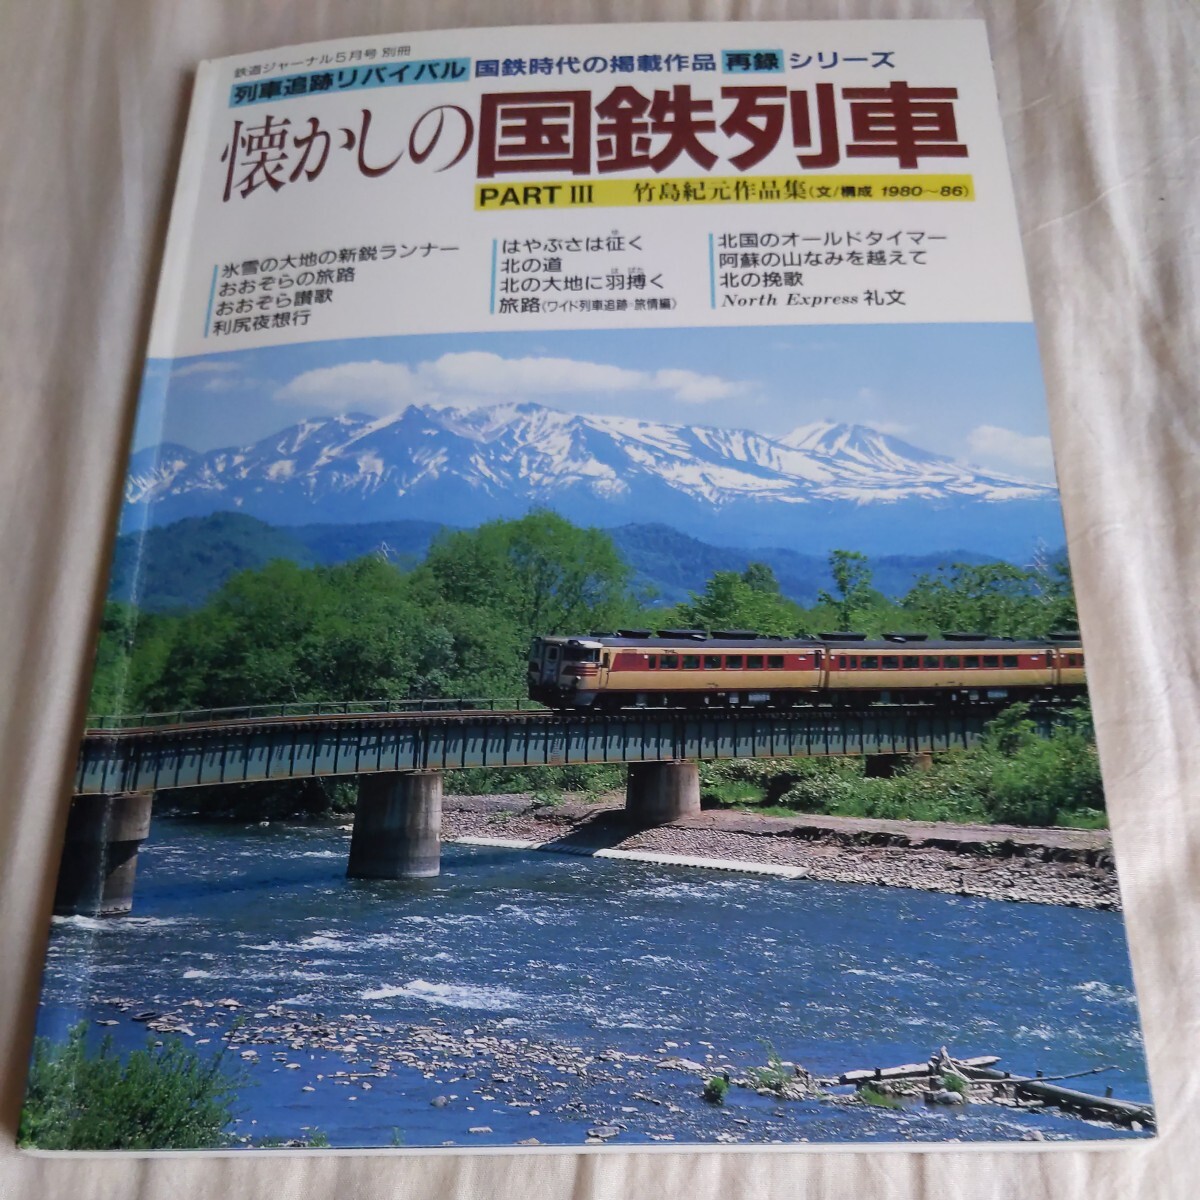 鉄道ジャーナル5月号 別冊
列車追跡リバイバル 国鉄時代の掲載作品 再録 シリーズ
懐かしの国鉄列車
PART III 竹島紀元作品集(文/構成 1980～86)
氷雪の大地の新鋭ランナー
おおぞらの旅路
おおぞら讃歌
利尻夜想行
はやぶさは征く
ゆ
北の道
北の大地に羽搏く
はばた
旅路(ワイド列車追跡・旅情編)
北国のオールドタイマー
阿蘇の山なみを越えて
北の挽歌
North Express 礼文